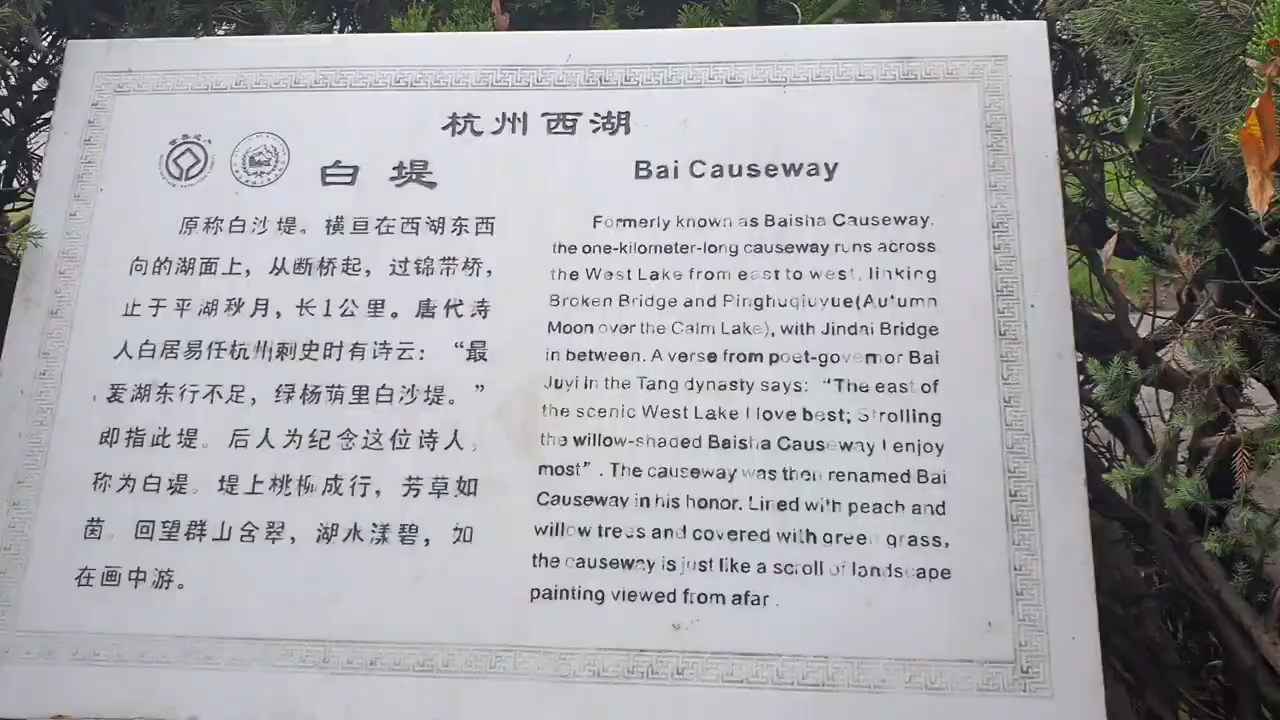 杭州西湖
白堤
原称白沙堤。横亘在西湖东西
向的湖面上，从断桥起，过锦带桥，
止于平湖秋月，长1公里。唐代诗
人白居易任杭州刺史时有诗云：“最
爱湖东行不足，绿杨荫里白沙堤。”
即指此堤。后人为纪念这位诗人，
称为白堤。堤上桃柳成行，芳草如
茵。回望群山含翠，湖水漾碧，如
在画中游。
Bai Causeway
Formerly known as Baisha Causeway,
the one-kilometer-long causeway runs across
the West Lake from east to west, linking
Broken Bridge and Pinghuqiuyue(Autumn
Moon over the Calm Lake), with Jindai Bridge
in between. A verse from poet-governor Bai
Juyi in the Tang dynasty says: “The east of
the scenic West Lake I love best; Strolling
the willow-shaded Baisha Causeway I enjoy
most”. The causeway was then renamed Bai
Causeway in his honor. Lined with peach and
willow trees and covered with green grass,
the causeway is just like a scroll of landscape
painting viewed from afar.